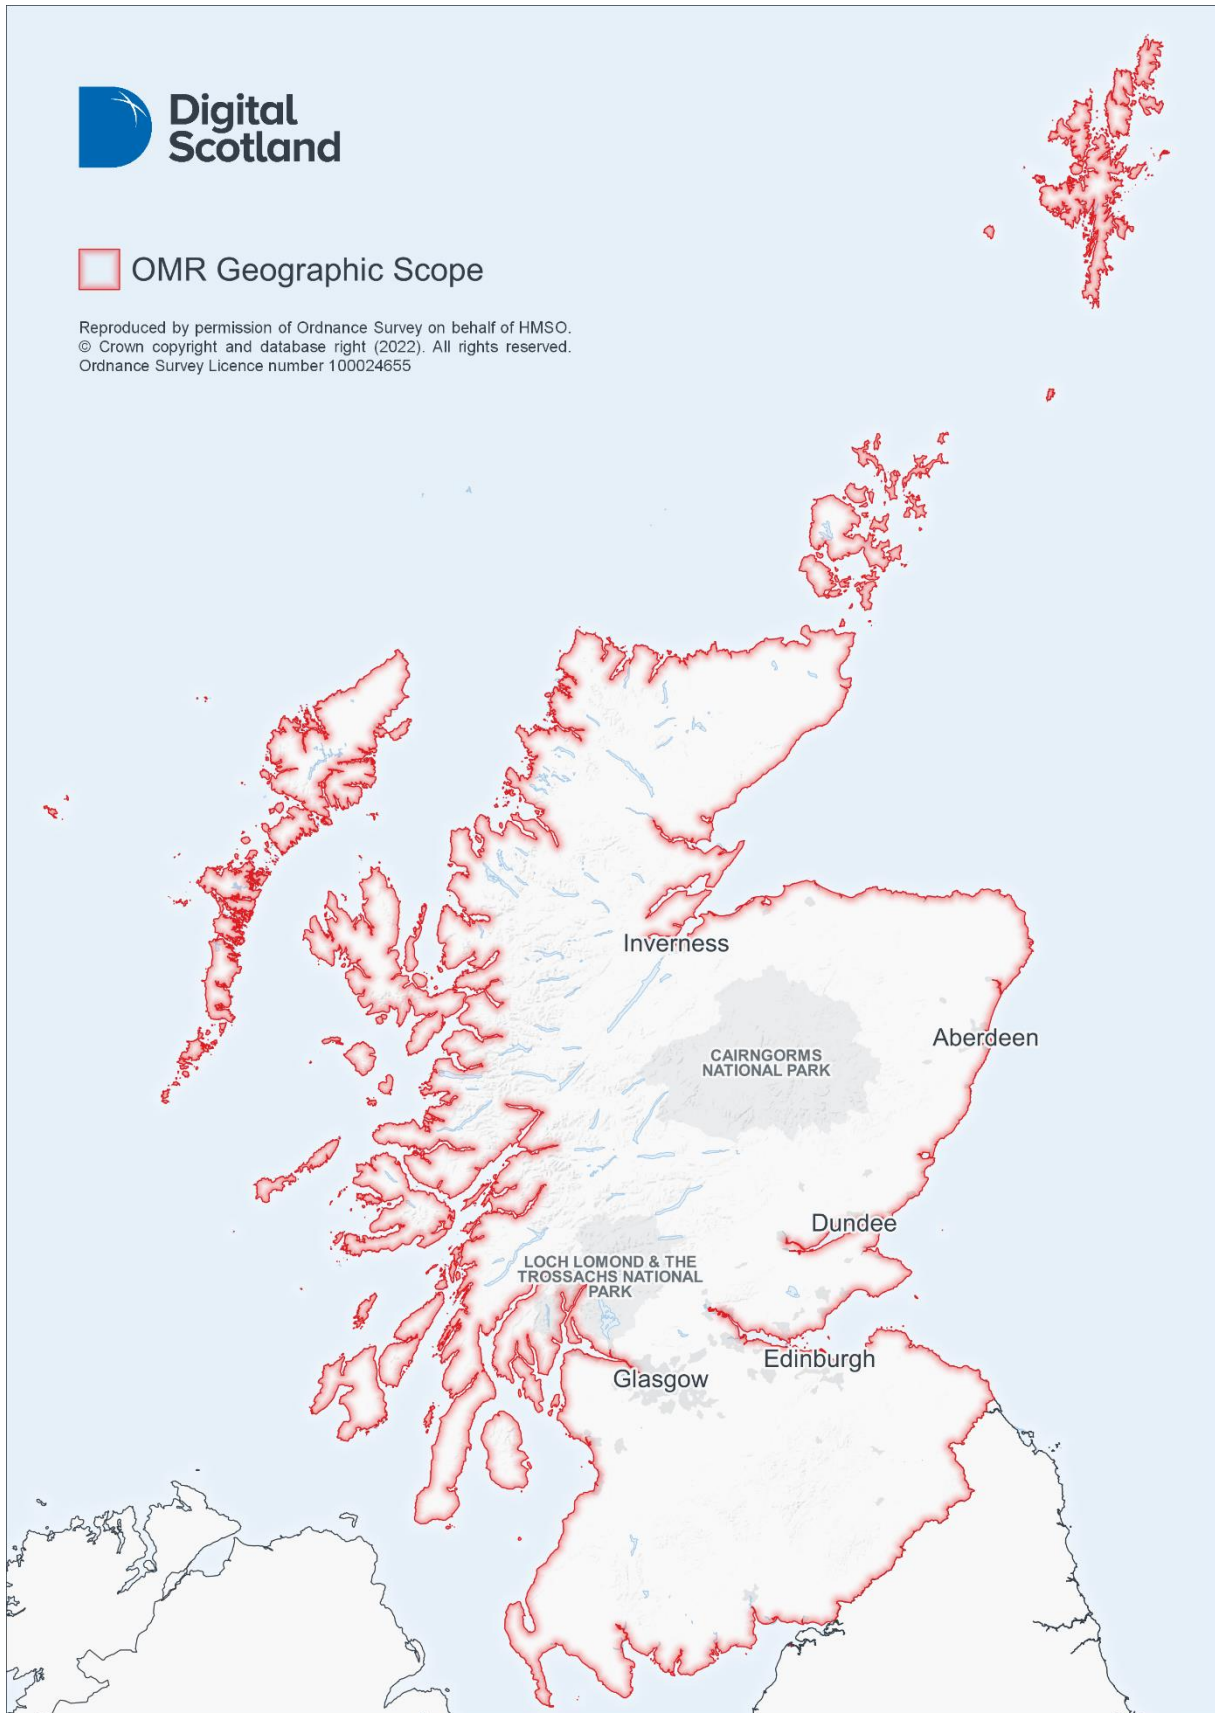 Digital
Scotland
OMR Geographic Scope
Reproduced by permission of Ordnance Survey on behalf of HMSO.
© Crown copyright and database right (2022). All rights reserved.
Ordnance Survey Licence number 100024655
Inverness
Aberdeen
CAIRNGORMS
NATIONAL PARK
Dundee
LOCH LOMOND & THE
TROSSACHS NATIONAL
PARK
Edinburgh
Glasgow